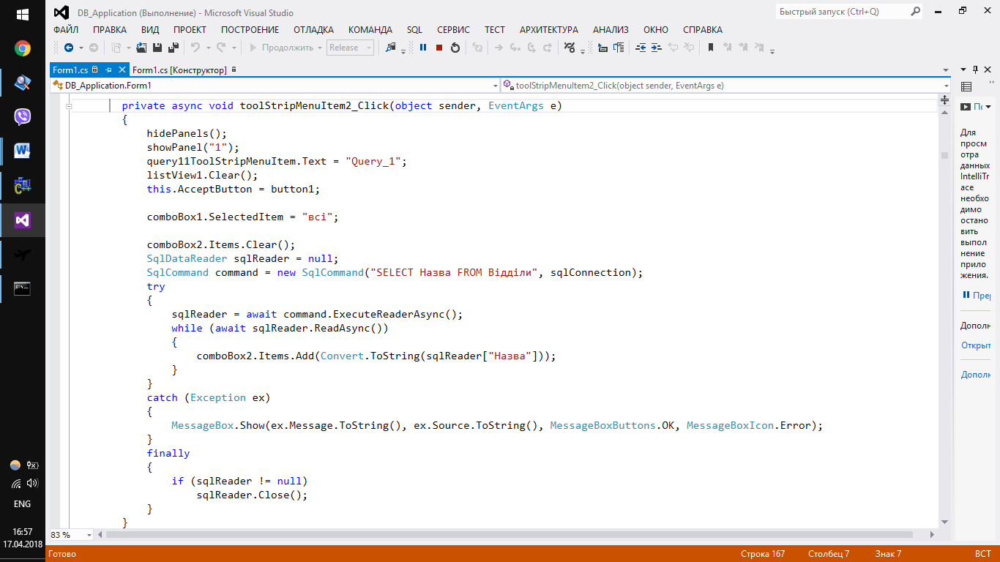 DB_Application (Выполнение) - Microsoft Visual Studio
Быстрый запуск (Ctrl+Q)
ФАЙЛ ПРАВКА ВИД ПРОЕКТ ПОСТРОЕНИЕ ОТЛАДКА КОМАНДА SQL СЕРВИС ТЕСТ АРХИТЕКТУРА АНАЛИЗ ОКНО СПРАВКА
Продолжить Release
Form1.cs Form1.cs [Конструктор]
DB_Application.Form1 toolStripMenuItem2_Click(object sender, EventArgs e)
private async void toolStripMenuItem2_Click(object sender, EventArgs e)
{
hidePanels();
showPanel("1");
query11ToolStripMenuItem.Text = "Query_1";
listView1.Clear();
this.AcceptButton = button1;
comboBox1.SelectedItem = "всі";
comboBox2.Items.Clear();
SqlDataReader sqlReader = null;
SqlCommand command = new SqlCommand("SELECT Назва FROM Відділи", sqlConnection);
try
{
sqlReader = await command.ExecuteReaderAsync();
while (await sqlReader.ReadAsync())
{
comboBox2.Items.Add(Convert.ToString(sqlReader["Назва"]));
}
}
catch (Exception ex)
{
MessageBox.Show(ex.Message.ToString(), ex.Source.ToString(), MessageBoxButtons.OK, MessageBoxIcon.Error);
}
finally
{
if (sqlReader != null)
sqlReader.Close();
}
}
83 %
Для
просм
отра
данных
IntelliTr
ace
необхо
димо
остано
вить
выпол
нение
прило
жения.
Прер
Дополн
Открыт
Дополн
ENG
16:57
17.04.2018
Готово Строка 167 Столбец 7 Знак 7 ВСТ